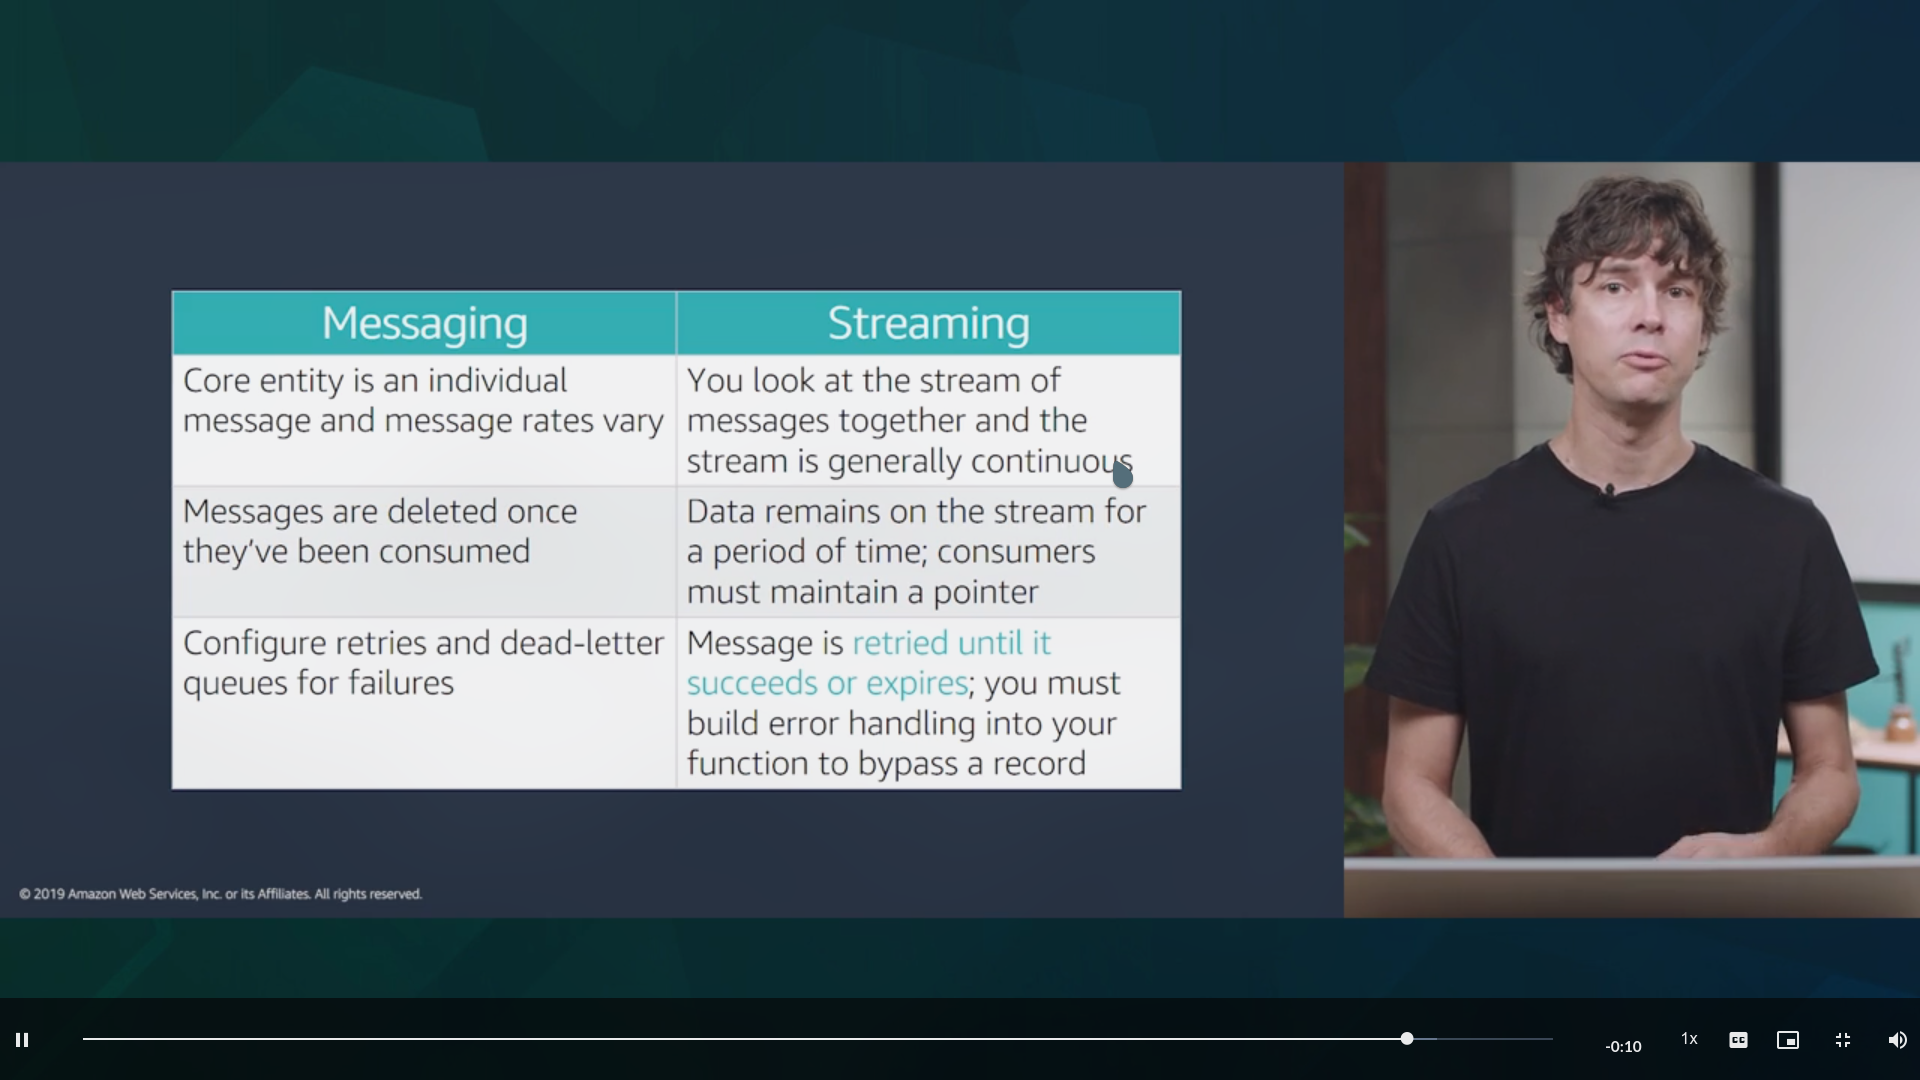 Messaging
Streaming
Core entity is an individual
message and message rates vary
You look at the stream of
messages together and the
stream is generally continuous
Messages are deleted once
they've been consumed
Data remains on the stream for
a period of time; consumers
must maintain a pointer
Configure retries and dead-letter
queues for failures
Message is retried until it
succeeds or expires; you must
build error handling into your
function to bypass a record
© 2019 Amazon Web Services, Inc. or its Affiliates. All rights reserved.
-0:10
1x
CC